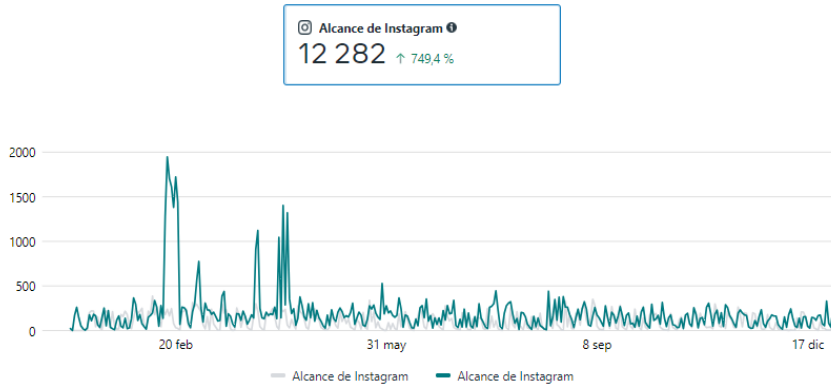 Alcance de Instagram
12 282 ↑ 749,4 %
2000
1500
1000
500
0
20 feb 31 may 8 sep 17 dic
Alcance de Instagram Alcance de Instagram